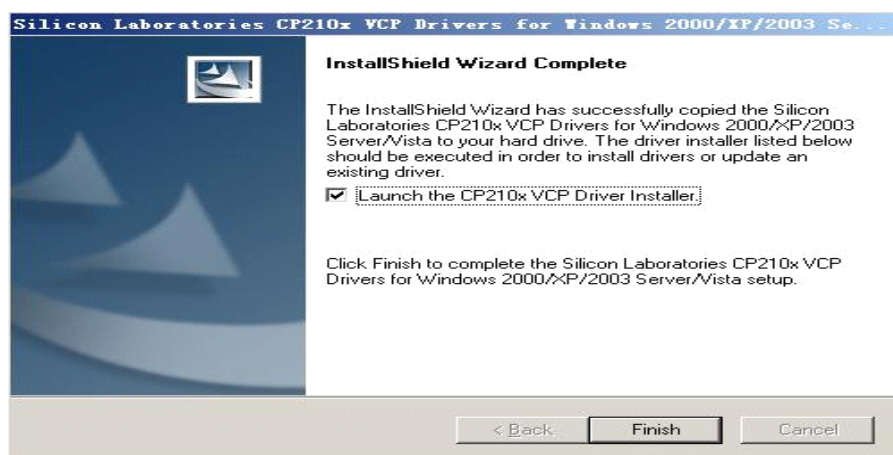 Silicon Laboratories CP210x VCP Drivers for Windows 2000/XP/2003 Se...
InstallShield Wizard Complete
The InstallShield Wizard has successfully copied the Silicon
Laboratories CP210x VCP Drivers for Windows 2000/XP/2003
Server/Vista to your hard drive. The driver installer listed below
should be executed in order to install drivers or update an
existing driver.
Launch the CP210x VCP Driver Installer.
Click Finish to complete the Silicon Laboratories CP210x VCP
Drivers for Windows 2000/XP/2003 Server/Vista setup.
< Back Finish Cancel